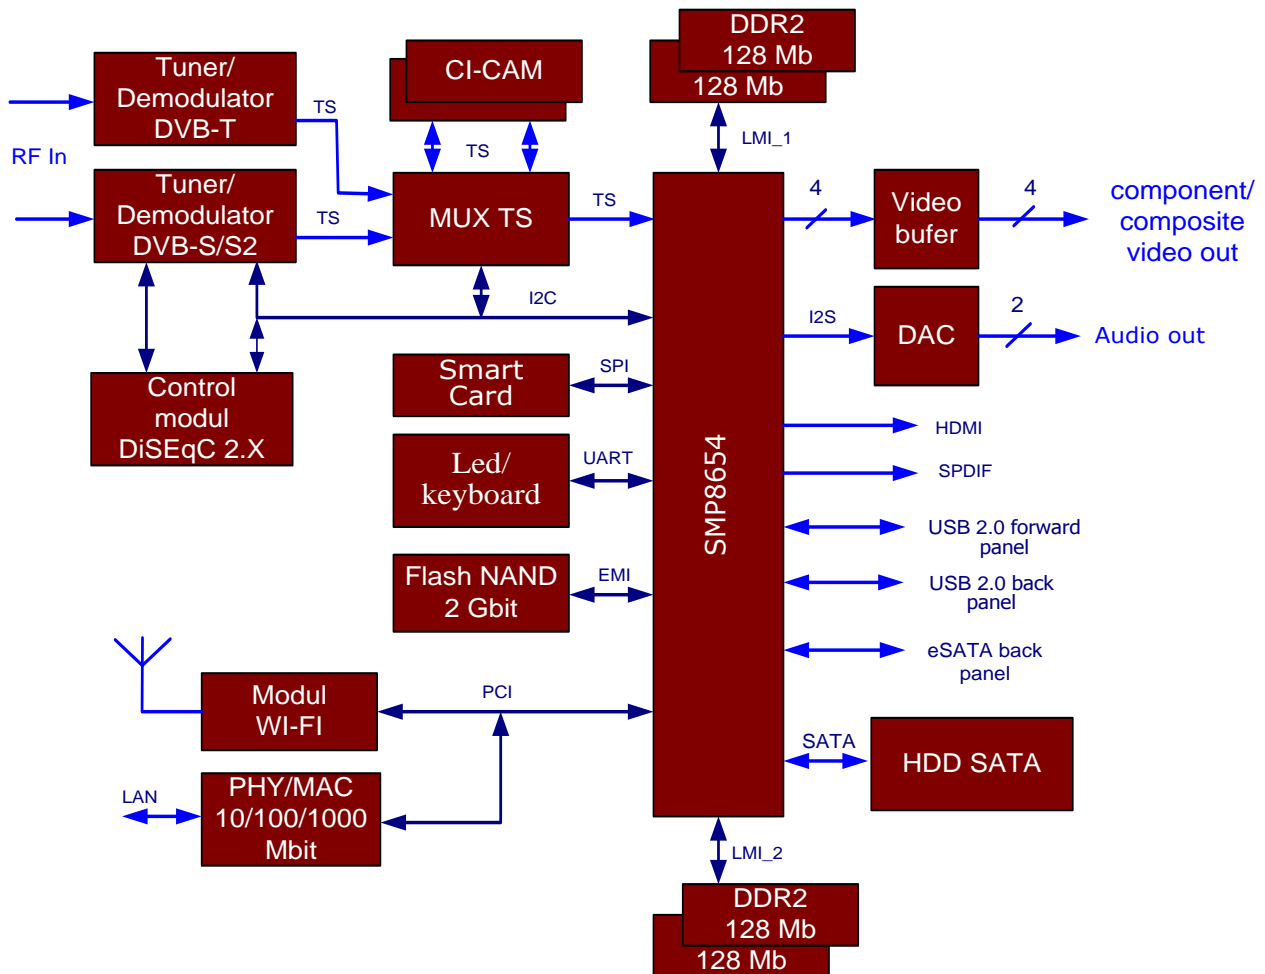 DDR2
128 Mb
128 Mb
LMI_1
CI-CAM
TS
Tuner/
Demodulator
DVB-T
TS
RF In
Tuner/
Demodulator
DVB-S/S2
TS
MUX TS
TS
4
Video
bufer
4
component/
composite
video out
I2C
I2S
DAC
2
Audio out
Control
modul
DiSEqC 2.X
Smart
Card
SPI
Led/
keyboard
UART
Flash NAND
2 Gbit
EMI
SMP8654
HDMI
SPDIF
USB 2.0 forward
panel
USB 2.0 back
panel
eSATA back
panel
Modul
WI-FI
PCI
SATA
HDD SATA
LAN
PHY/MAC
10/100/1000
Mbit
LMI_2
DDR2
128 Mb
128 Mb